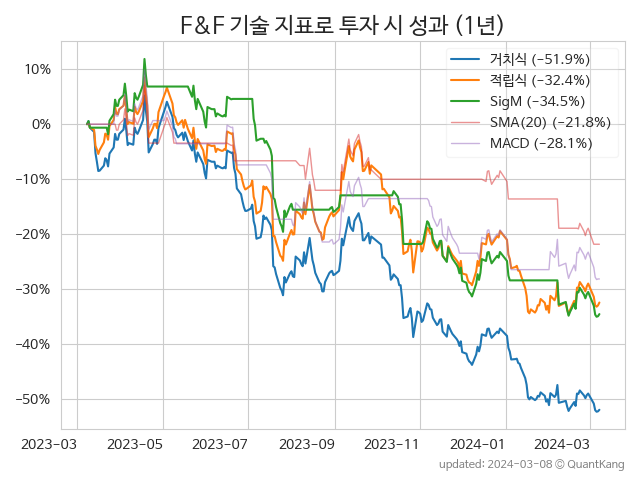 F&F 기술 지표로 투자 시 성과 (1년)
거치식 (−51.9%)
적립식 (−32.4%)
SigM (−34.5%)
SMA(20) (−21.8%)
MACD (−28.1%)
10%
0%
−10%
−20%
−30%
−40%
−50%
2023-03
2023-05
2023-07
2023-09
2023-11
2024-01
2024-03
updated: 2024-03-08 © QuantKang